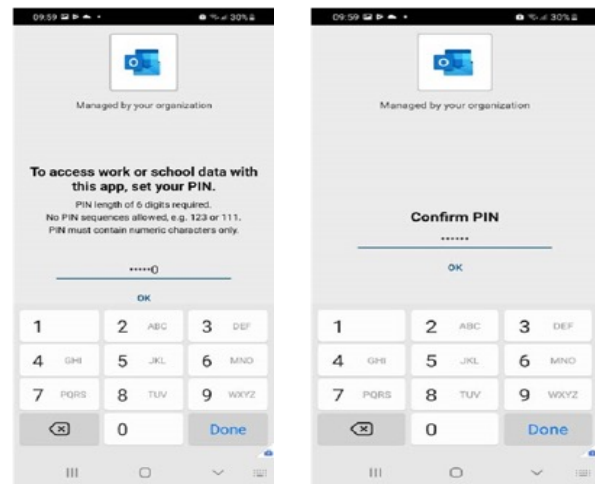 09:59
30%
Managed by your organization
To access work or school data with
this app, set your PIN.
PIN length of 6 digits required.
No PIN sequences allowed, e.g. 123 or 111.
PIN must contain numeric characters only.
•••••0
OK
1
2 ABC
3 DEF
4 GHI
5 JKL
6 MNO
7 PQRS
8 TUV
9 WXYZ
0
Done
09:59
30%
Managed by your organization
Confirm PIN
••••••
OK
1
2 ABC
3 DEF
4 GHI
5 JKL
6 MNO
7 PQRS
8 TUV
9 WXYZ
0
Done